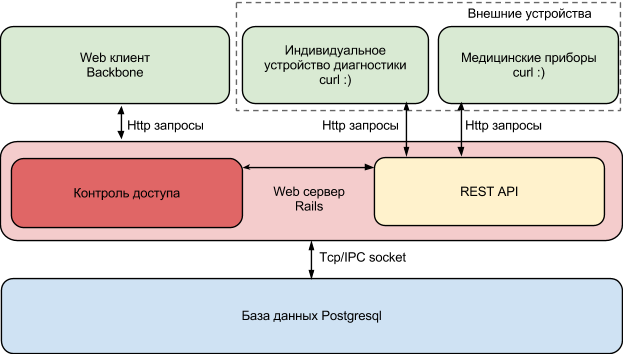 Внешние устройства
Web клиент
Backbone
Индивидуальное
устройство диагностики
curl :)
Медицинские приборы
curl :)
Http запросы
Http запросы
Http запросы
Контроль доступа
Web сервер
Rails
REST API
Tcp/IPC socket
База данных Postgresql